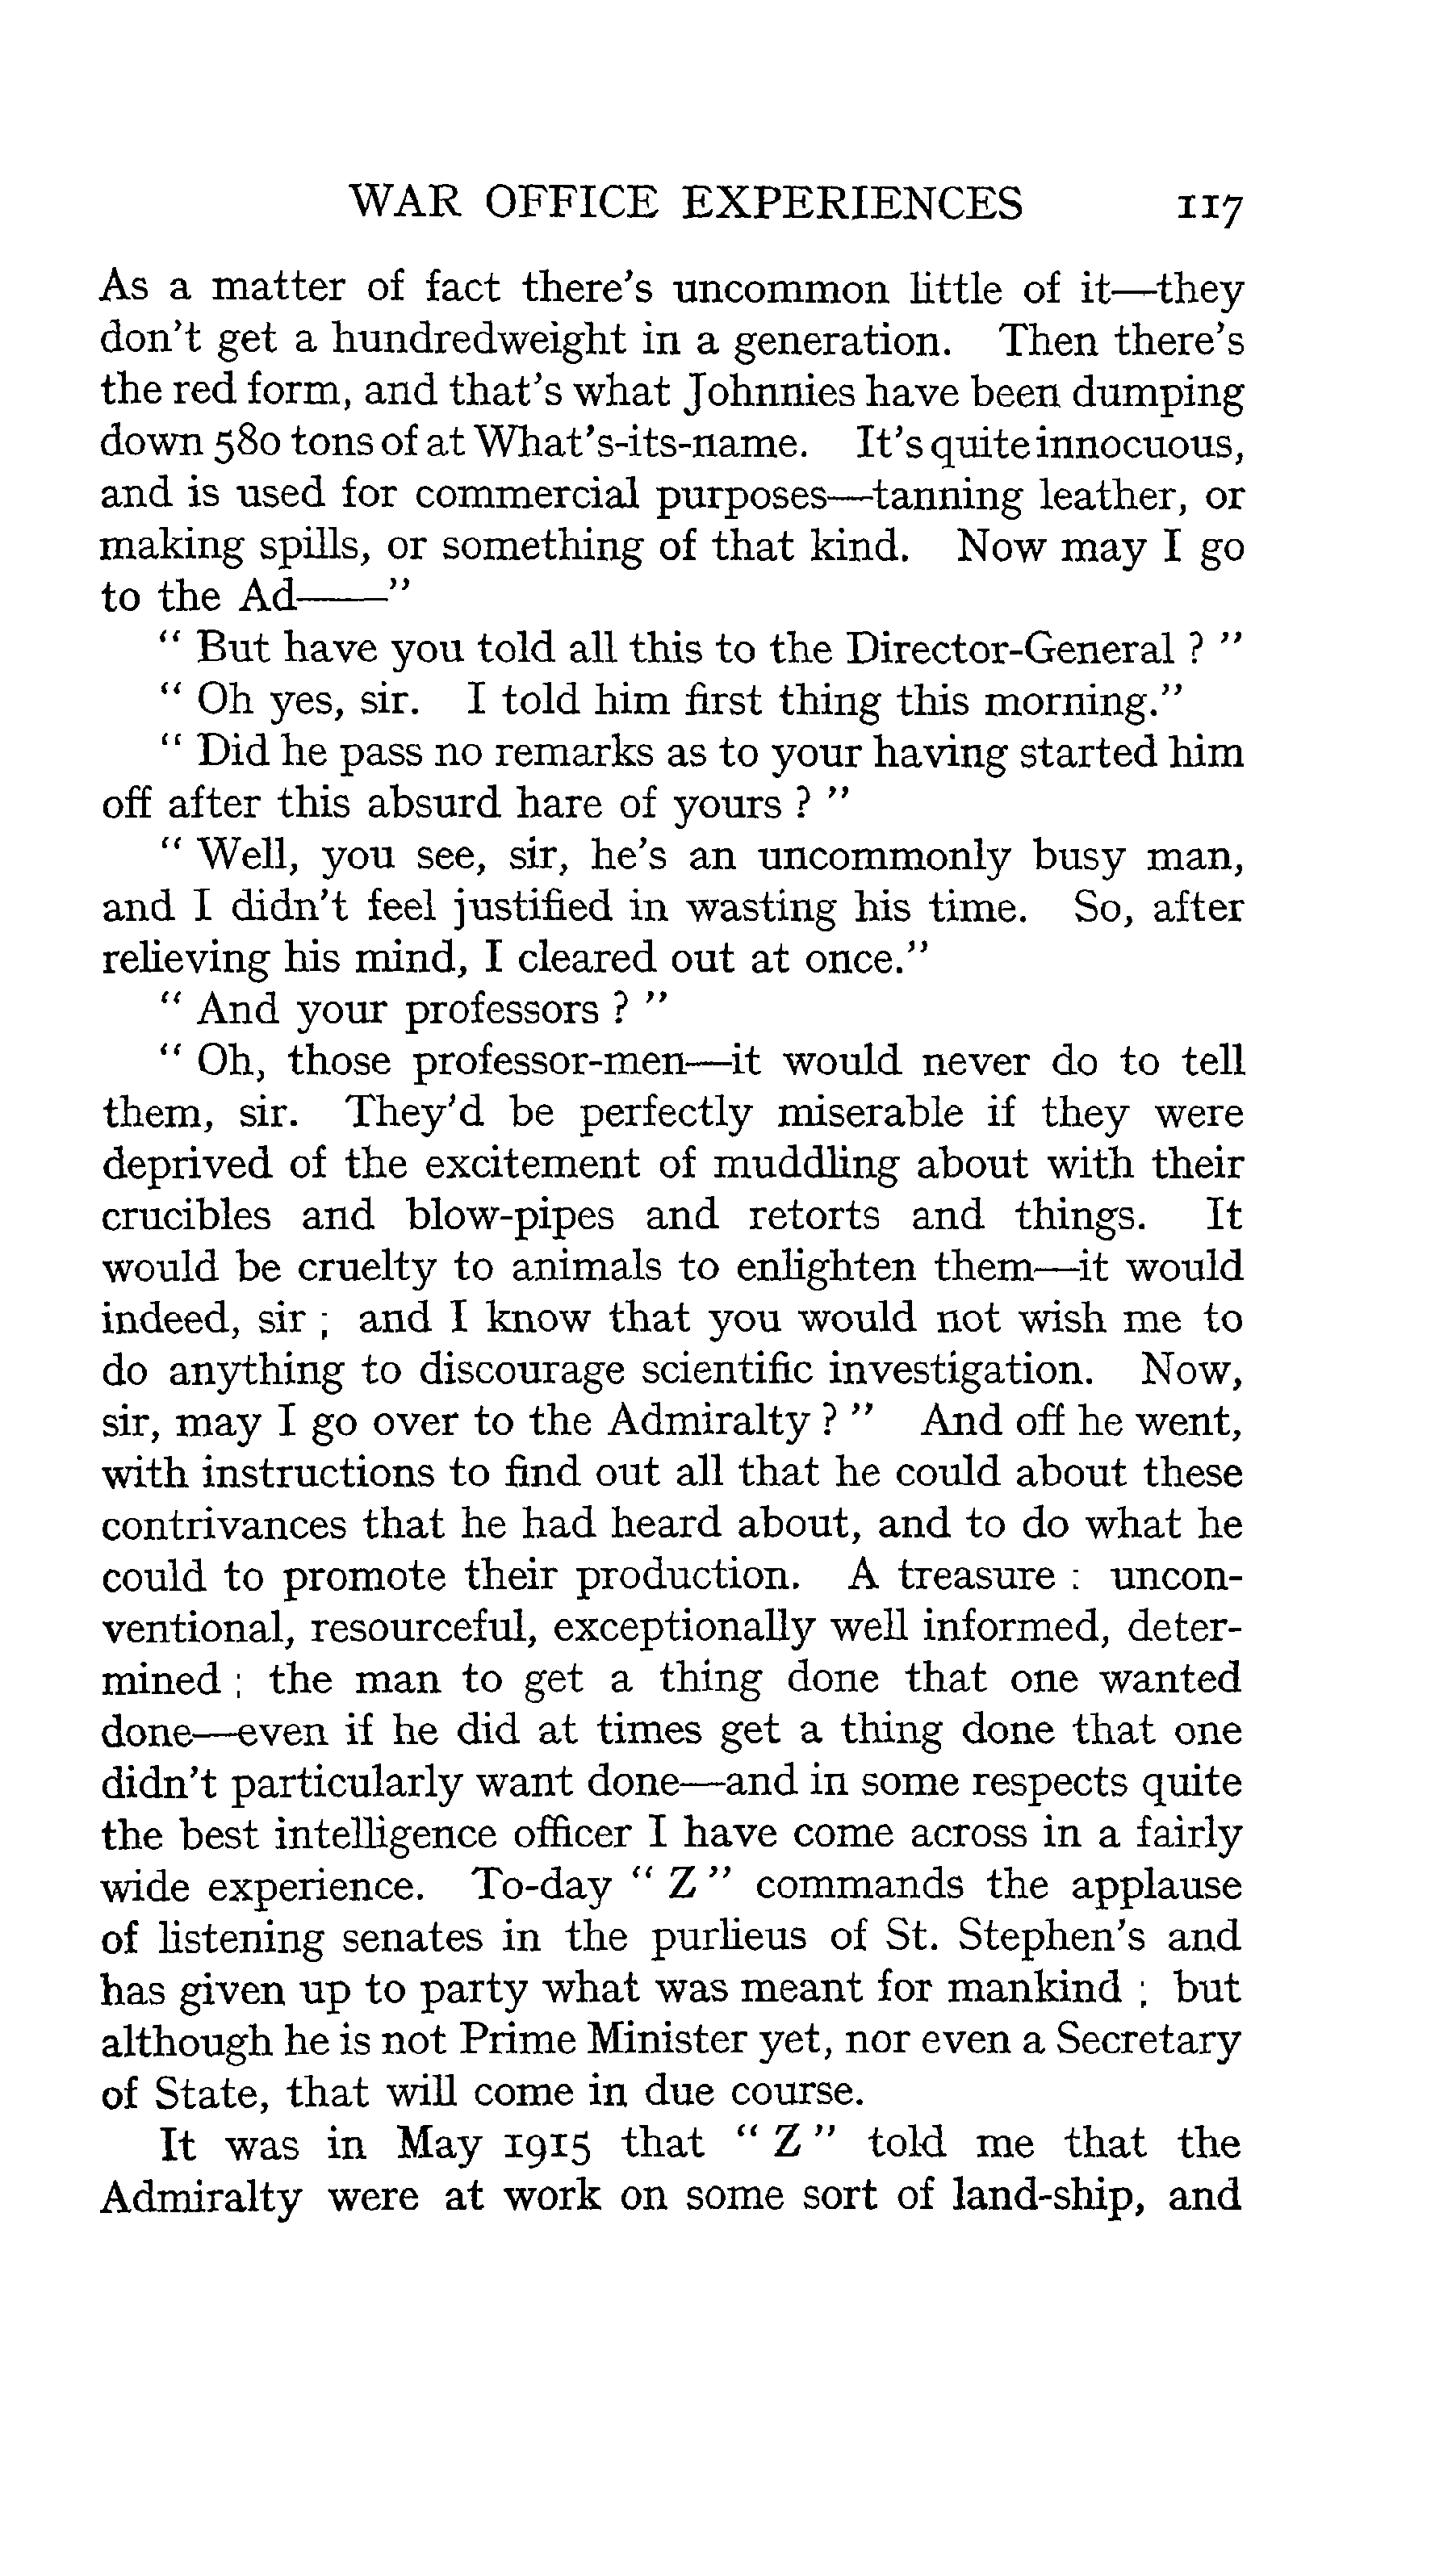 WAR OFFICE EXPERIENCES 117
As a matter of fact there's uncommon little of it—they
don't get a hundredweight in a generation. Then there's
the red form, and that's what Johnnies have been dumping
down 580 tons of at What's-its-name. It's quite innocuous,
and is used for commercial purposes—tanning leather, or
making spills, or something of that kind. Now may I go
to the Ad——"
" But have you told all this to the Director-General ? "
" Oh yes, sir. I told him first thing this morning."
" Did he pass no remarks as to your having started him
off after this absurd hare of yours ? "
" Well, you see, sir, he's an uncommonly busy man,
and I didn't feel justified in wasting his time. So, after
relieving his mind, I cleared out at once."
" And your professors ? "
" Oh, those professor-men—it would never do to tell
them, sir. They'd be perfectly miserable if they were
deprived of the excitement of muddling about with their
crucibles and blow-pipes and retorts and things. It
would be cruelty to animals to enlighten them—it would
indeed, sir ; and I know that you would not wish me to
do anything to discourage scientific investigation. Now,
sir, may I go over to the Admiralty ? " And off he went,
with instructions to find out all that he could about these
contrivances that he had heard about, and to do what he
could to promote their production. A treasure : uncon-
ventional, resourceful, exceptionally well informed, deter-
mined ; the man to get a thing done that one wanted
done—even if he did at times get a thing done that one
didn't particularly want done—and in some respects quite
the best intelligence officer I have come across in a fairly
wide experience. To-day " Z " commands the applause
of listening senates in the purlieus of St. Stephen's and
has given up to party what was meant for mankind ; but
although he is not Prime Minister yet, nor even a Secretary
of State, that will come in due course.
It was in May 1915 that " Z " told me that the
Admiralty were at work on some sort of land-ship, and